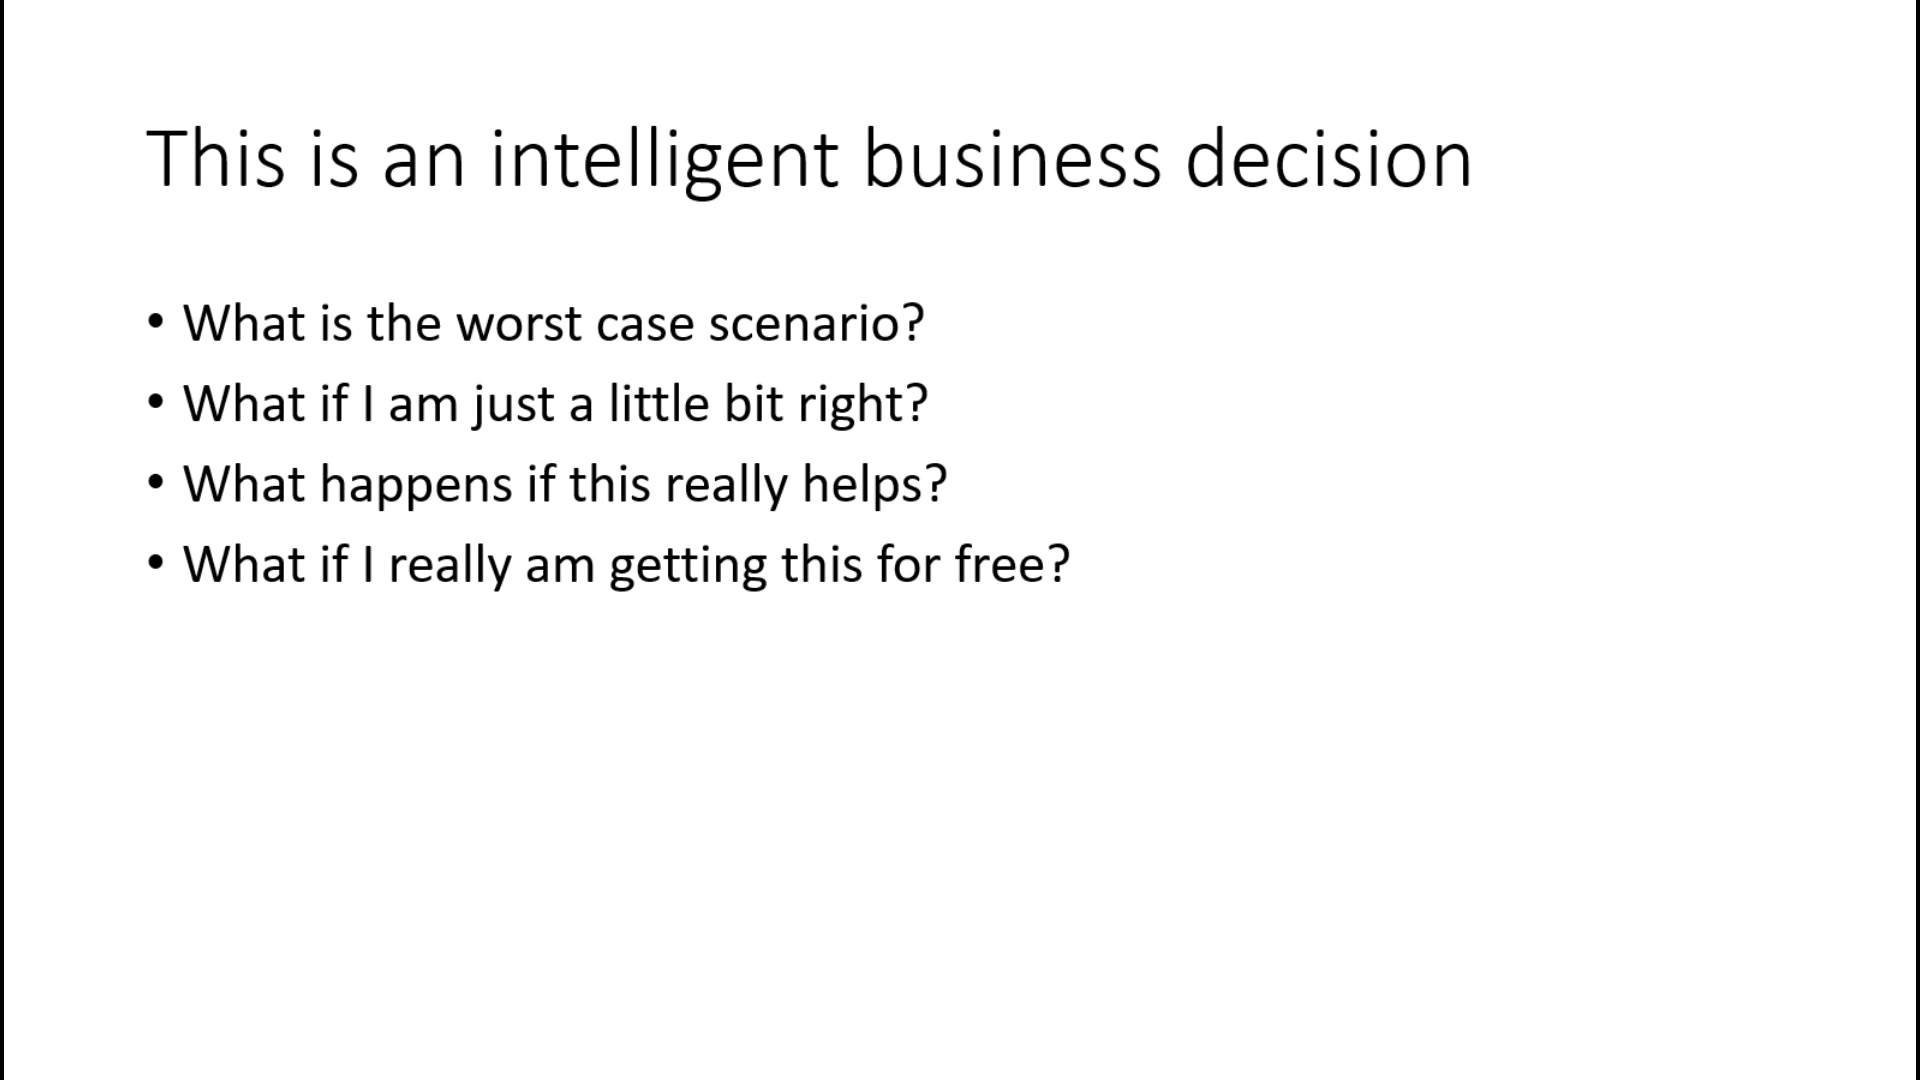 This is an intelligent business decision
• What is the worst case scenario?
• What if I am just a little bit right?
• What happens if this really helps?
• What if I really am getting this for free?